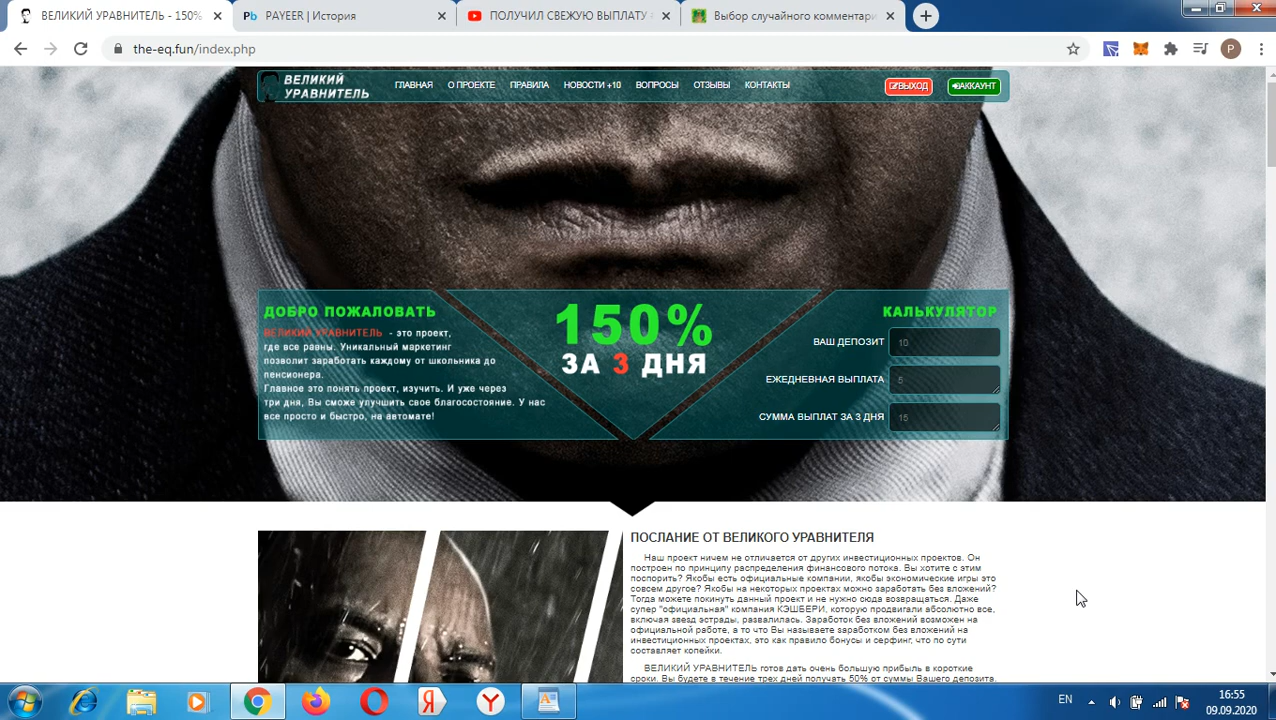 ВЕЛИКИЙ УРАВНИТЕЛЬ - 150%
PAYEER | История
ПОЛУЧИЛ СВЕЖУЮ ВЫПЛАТУ
Выбор случайного комментари
the-eq.fun/index.php
P
ВЕЛИКИЙ
УРАВНИТЕЛЬ
ГЛАВНАЯ
О ПРОЕКТЕ
ПРАВИЛА
НОВОСТИ +10
ВОПРОСЫ
ОТЗЫВЫ
КОНТАКТЫ
ВЫХОД
АККАУНТ
ДОБРО ПОЖАЛОВАТЬ
ВЕЛИКИЙ УРАВНИТЕЛЬ - это проект,
где все равны. Уникальный маркетинг
позволит заработать каждому от школьника до
пенсионера.
Главное это понять проект, изучить. И уже через
три дня, Вы сможе улучшить свое благосостояние. У нас
все просто и быстро, на автомате!
150%
ЗА 3 ДНЯ
КАЛЬКУЛЯТОР
ВАШ ДЕПОЗИТ 10
ЕЖЕДНЕВНАЯ ВЫПЛАТА 5
СУММА ВЫПЛАТ ЗА 3 ДНЯ 15
ПОСЛАНИЕ ОТ ВЕЛИКОГО УРАВНИТЕЛЯ
Наш проект ничем не отличается от других инвестиционных проектов. Он
построен по принципу распределения финансового потока. Вы хотите с этим
поспорить? Якобы есть официальные компании, якобы экономические игры это
совсем другое? Якобы на некоторых проектах можно заработать без вложений?
Тогда можете покинуть данный проект и не нужно сюда возвращаться. Даже
супер "официальная" компания КЭШБЕРИ, которую продвигали абсолютно все,
включая звезд эстрады, развалилась. Заработок без вложений возможен на
официальной работе, а то что Вы называете заработком без вложений на
инвестиционных проектах, это как правило бонусы и серфинг, что по сути
составляет копейки.
ВЕЛИКИЙ УРАВНИТЕЛЬ готов дать очень большую прибыль в короткие
сроки. Вы будете в течение трех дней получать 50% от суммы Вашего депозита.
EN
16:55
09.09.2020